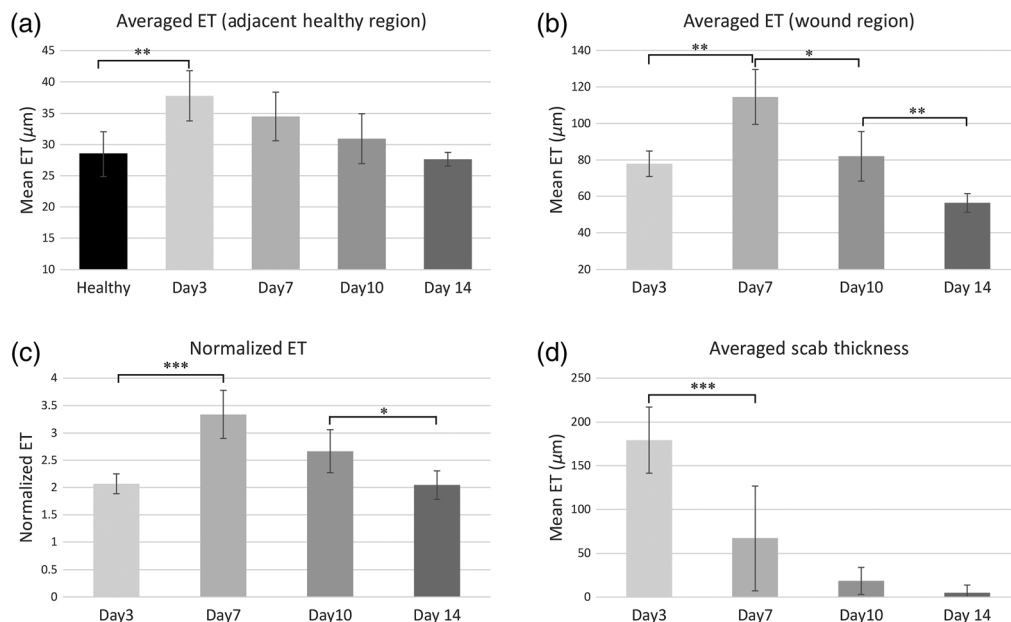 (a)
Averaged ET (adjacent healthy region)
Mean ET (μm)
45
40
35
30
25
20
15
10
**
Healthy
Day3
Day7
Day10
Day 14
(b)
Averaged ET (wound region)
Mean ET (μm)
140
120
100
80
60
40
20
**
*
**
Day3
Day7
Day10
Day 14
(c)
Normalized ET
Normalized ET
4
3.5
3
2.5
2
1.5
1
0.5
0
***
*
Day3
Day7
Day10
Day 14
(d)
Averaged scab thickness
Mean ET (μm)
250
200
150
100
50
0
***
Day3
Day7
Day10
Day 14